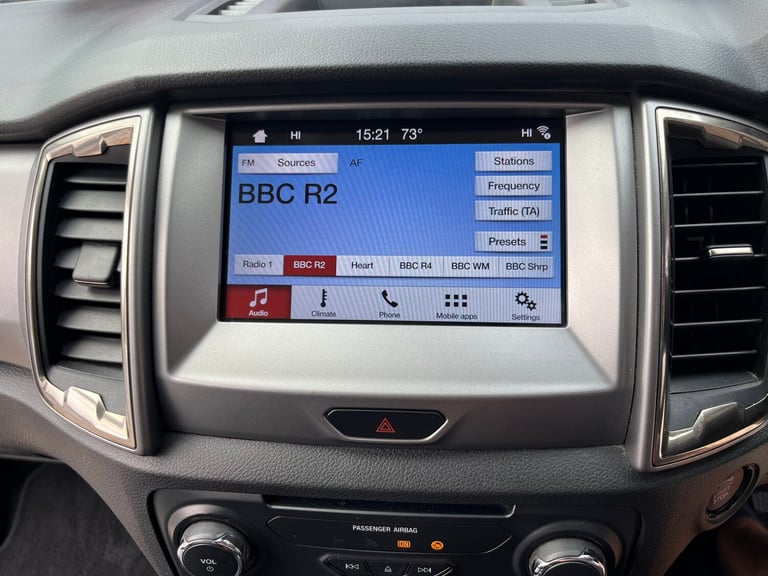 HI 15:21 73° HI
FM Sources AF Stations
BBC R2
Frequency
Traffic (TA)
Presets
Radio 1 BBC R2 Heart BBC R4 BBC WM BBC Shrp
Audio Climate Phone Mobile apps Settings
PASSENGER AIRBAG
ON
VOL